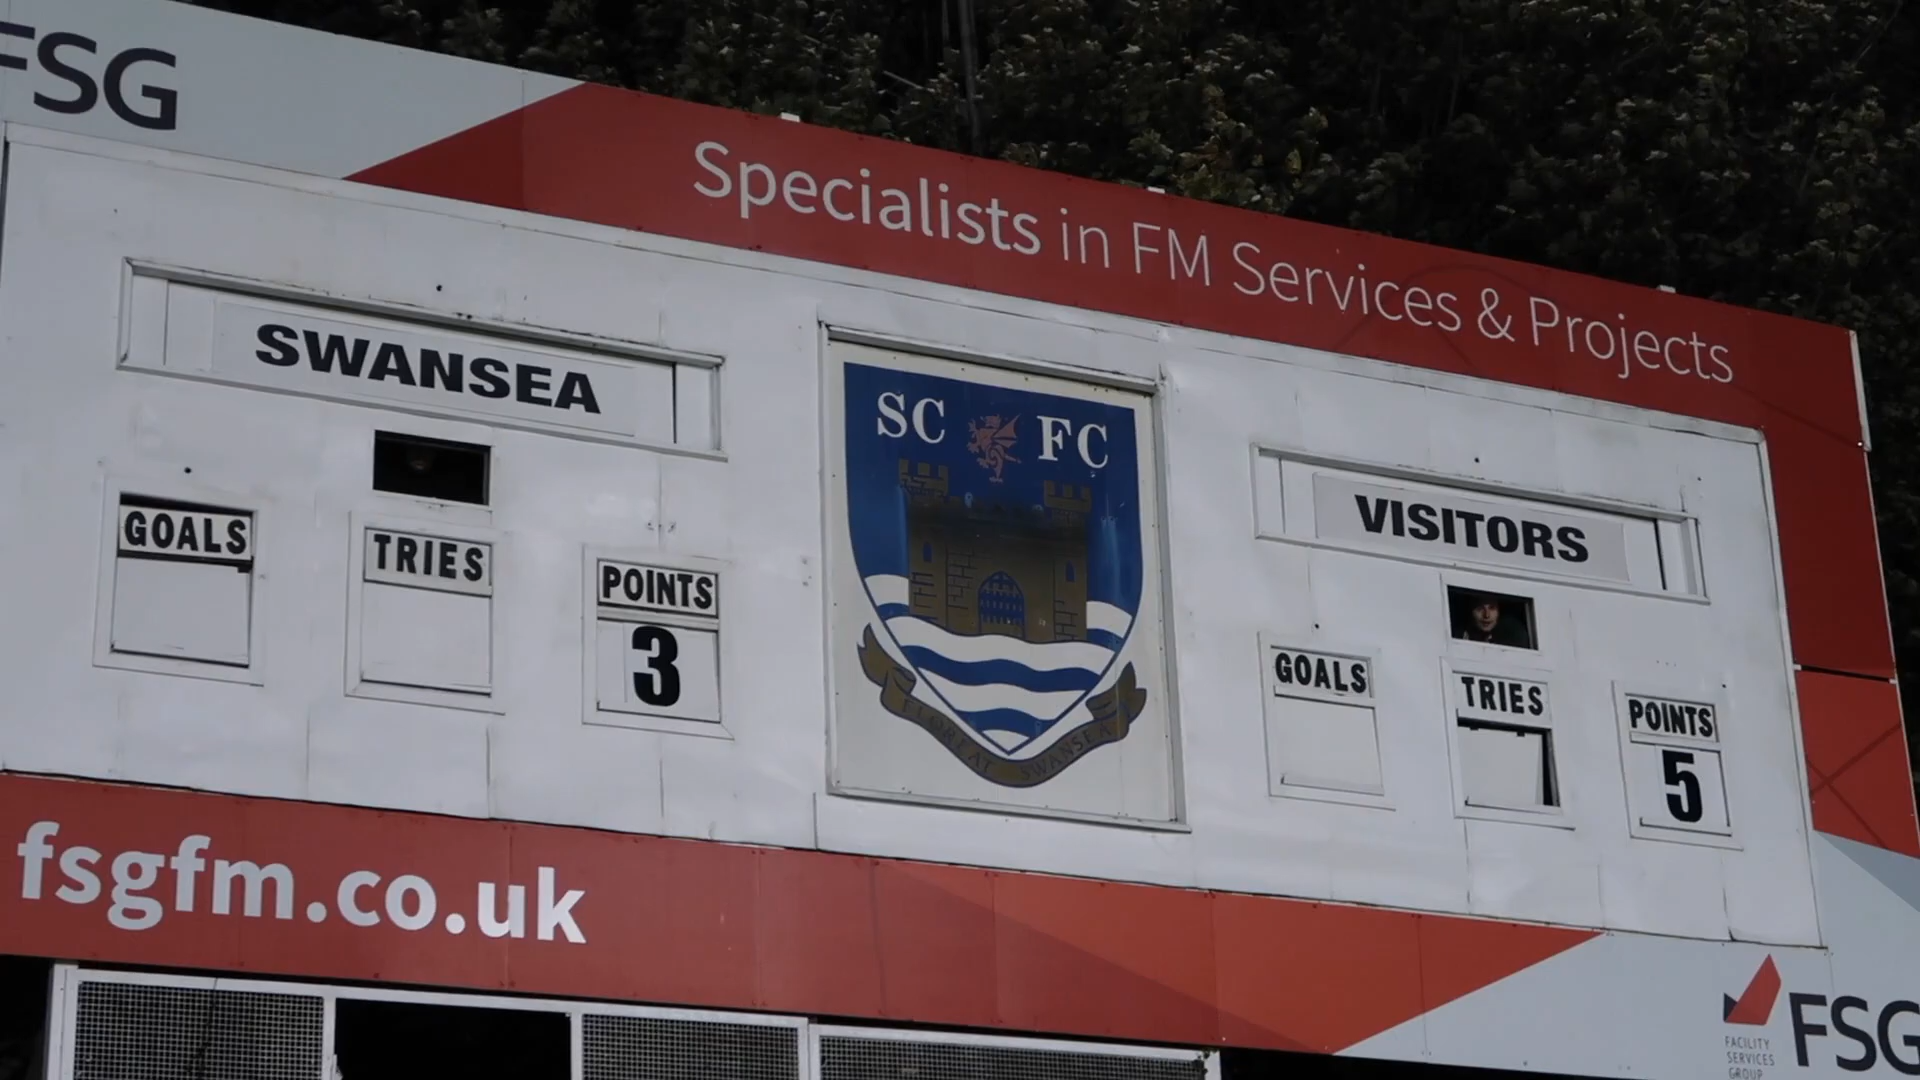 FSG
Specialists in FM Services & Projects
SWANSEA
GOALS
TRIES
POINTS
3
SC FC
FLOREAT SWANSEA
VISITORS
GOALS
TRIES
POINTS
5
fsgfm.co.uk
FSG
FACILITY
SERVICES
GROUP